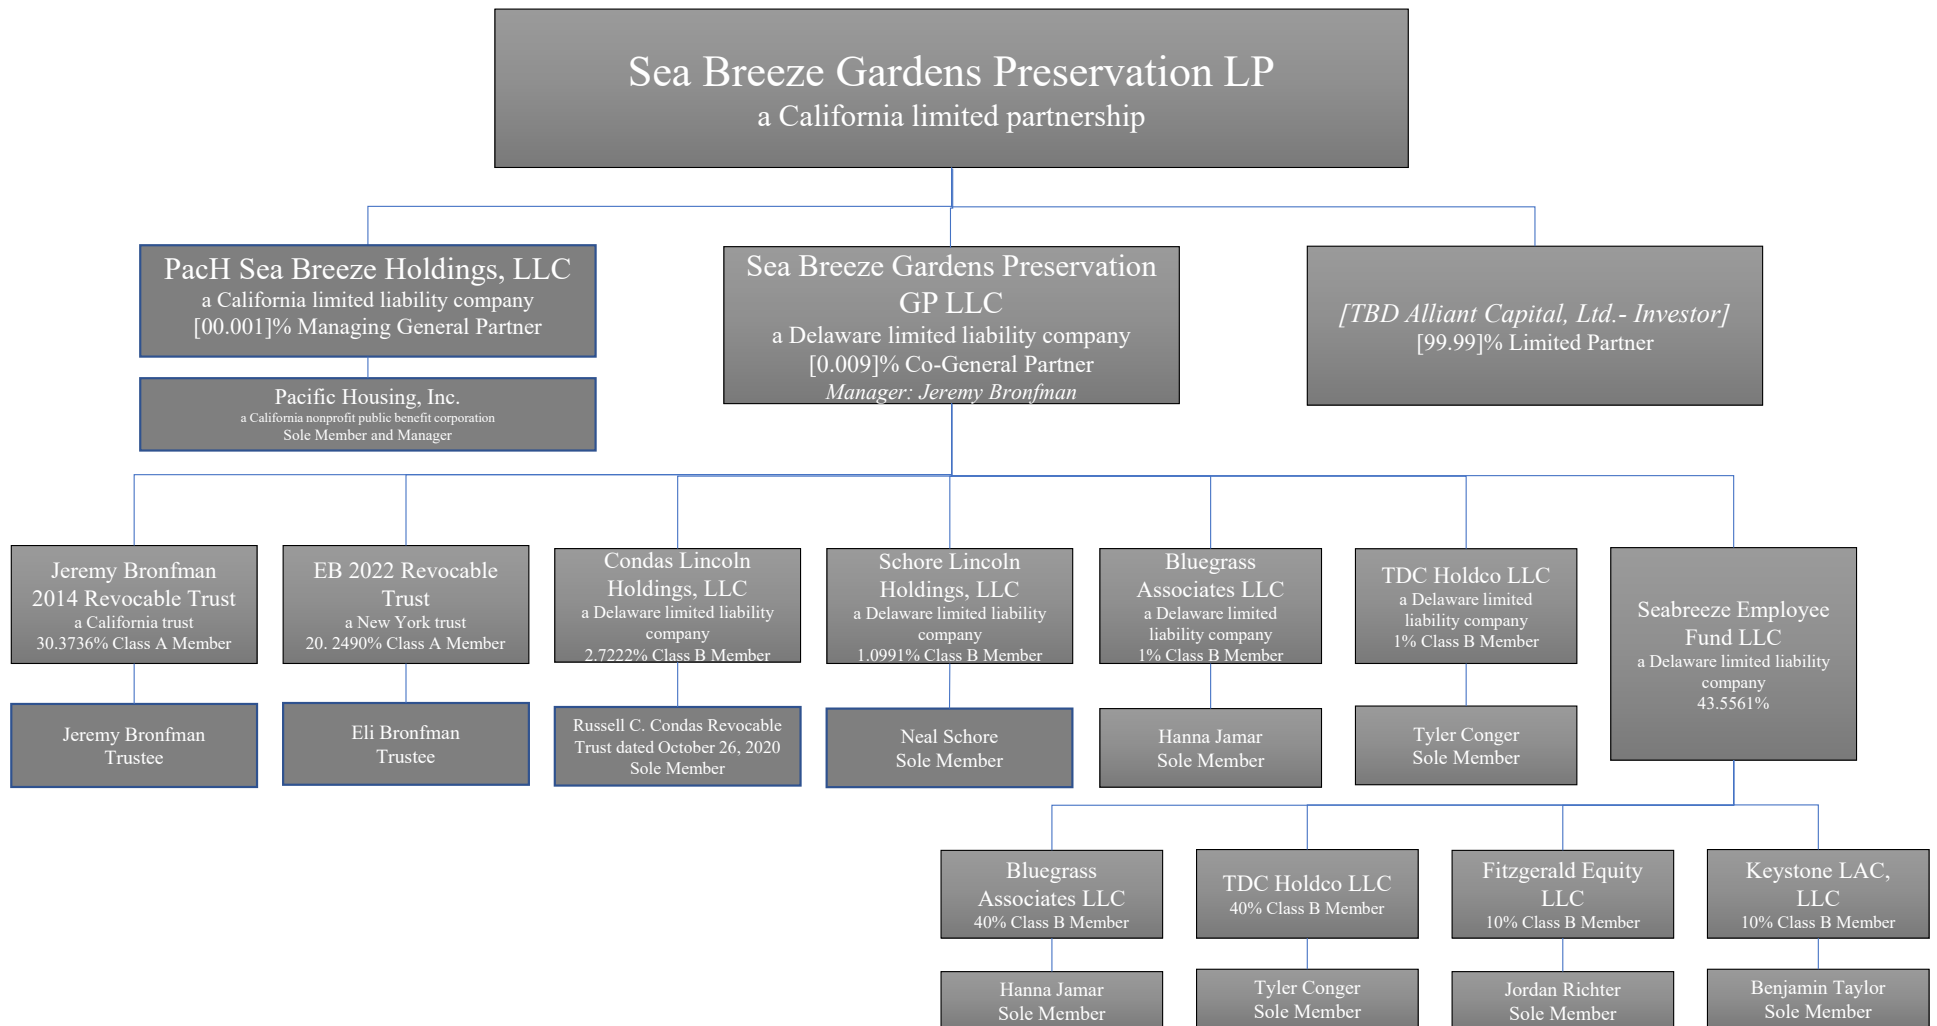 Sea Breeze Gardens Preservation LP
a California limited partnership
PacH Sea Breeze Holdings, LLC
a California limited liability company
[00.001]% Managing General Partner
Pacific Housing, Inc.
a California nonprofit public benefit corporation
Sole Member and Manager
Sea Breeze Gardens Preservation
GP LLC
a Delaware limited liability company
[0.009]% Co-General Partner
Manager: Jeremy Bronfman
[TBD Alliant Capital, Ltd.- Investor]
[99.99]% Limited Partner
Jeremy Bronfman
2014 Revocable Trust
a California trust
30.3736% Class A Member
Jeremy Bronfman
Trustee
EB 2022 Revocable
Trust
a New York trust
20. 2490% Class A Member
Eli Bronfman
Trustee
Condas Lincoln
Holdings, LLC
a Delaware limited liability
company
2.7222% Class B Member
Russell C. Condas Revocable
Trust dated October 26, 2020
Sole Member
Schore Lincoln
Holdings, LLC
a Delaware limited liability
company
1.0991% Class B Member
Neal Schore
Sole Member
Bluegrass
Associates LLC
a Delaware limited
liability company
1% Class B Member
Hanna Jamar
Sole Member
TDC Holdco LLC
a Delaware limited
liability company
1% Class B Member
Tyler Conger
Sole Member
Seabreeze Employee
Fund LLC
a Delaware limited liability
company
43.5561%
Bluegrass
Associates LLC
40% Class B Member
Hanna Jamar
Sole Member
TDC Holdco LLC
40% Class B Member
Tyler Conger
Sole Member
Fitzgerald Equity
LLC
10% Class B Member
Jordan Richter
Sole Member
Keystone LAC,
LLC
10% Class B Member
Benjamin Taylor
Sole Member